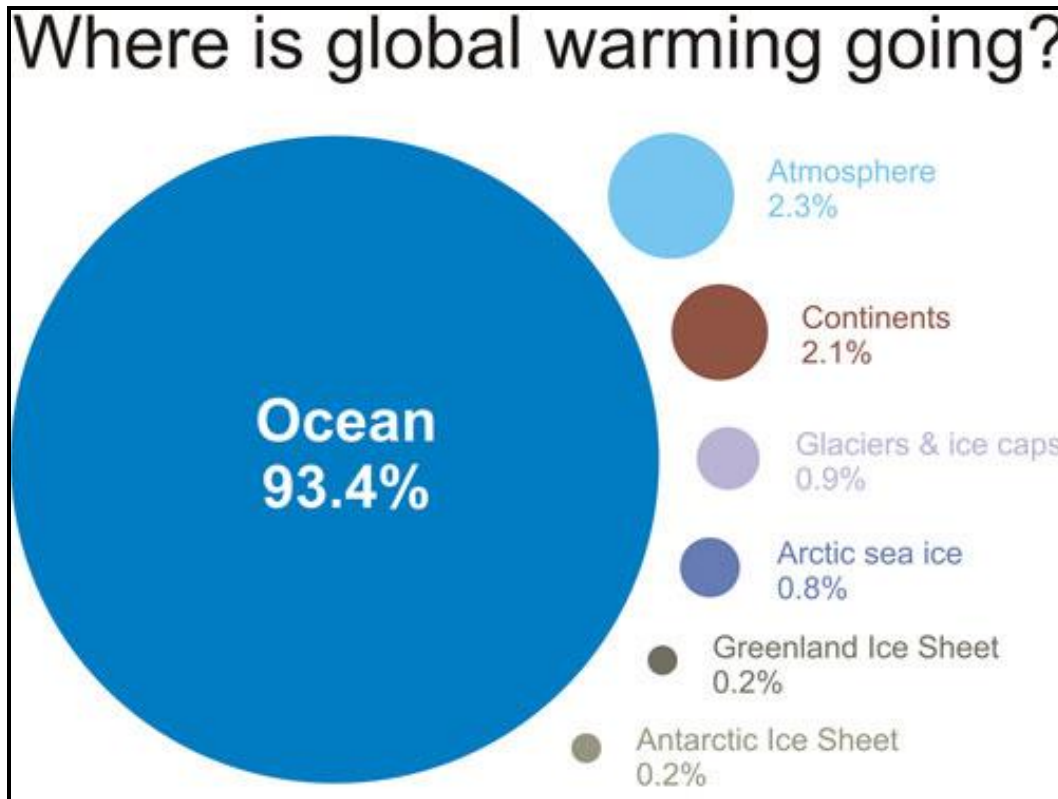 Where is global warming going?
Atmosphere
2.3%
Continents
2.1%
Ocean
93.4%
Glaciers & ice caps
0.9%
Arctic sea ice
0.8%
Greenland Ice Sheet
0.2%
Antarctic Ice Sheet
0.2%